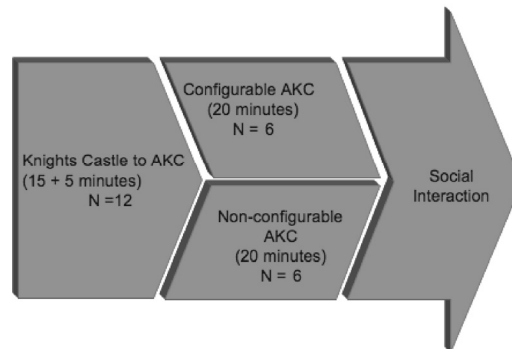 Knights Castle to AKC
(15 + 5 minutes)
N =12
Configurable AKC
(20 minutes)
N = 6
Non-configurable
AKC
(20 minutes)
N = 6
Social
Interaction